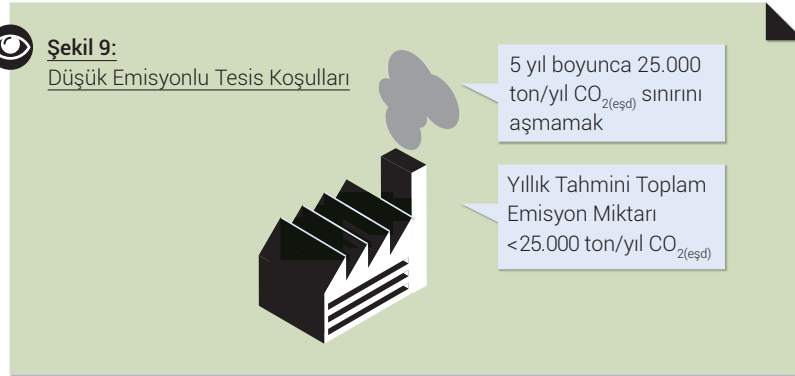 Şekil 9:
Düşük Emisyonlu Tesis Koşulları
5 yıl boyunca 25.000
ton/yıl CO2(eşd) sınırını
aşmamak
Yıllık Tahmini Toplam
Emisyon Miktarı
<25.000 ton/yıl CO2(eşd)